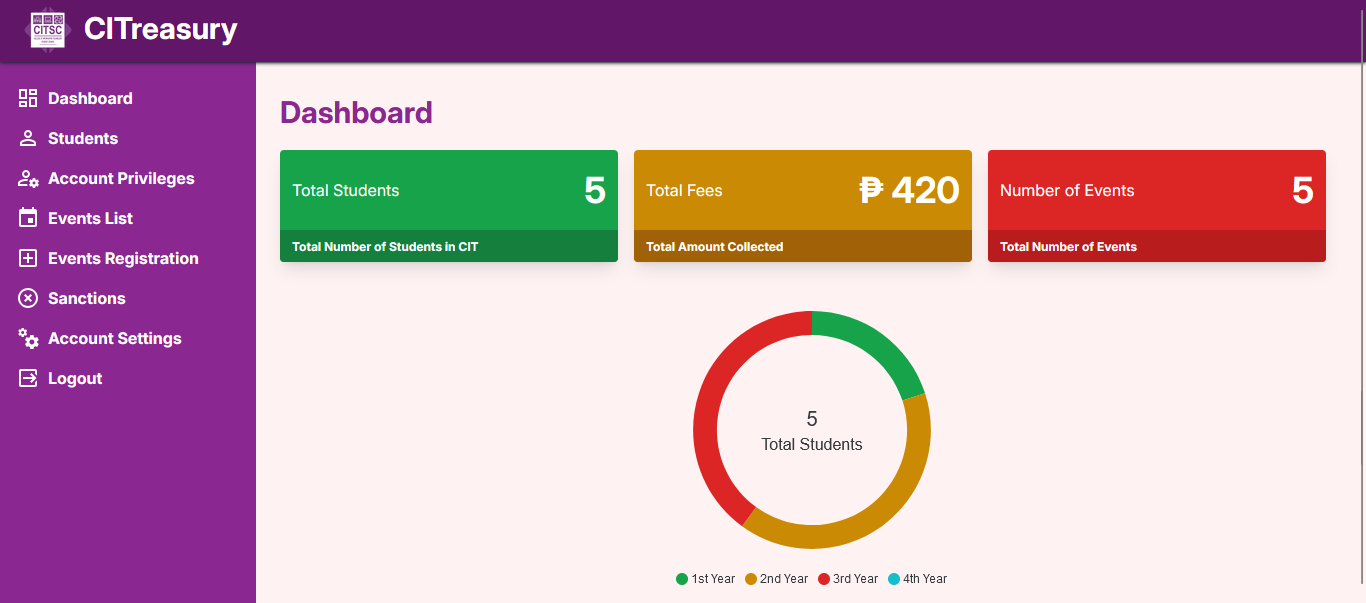 CITSC
CITreasury
Dashboard
Students
Account Privileges
Events List
Events Registration
Sanctions
Account Settings
Logout
Dashboard
Total Students 5
Total Number of Students in CIT
Total Fees ₱ 420
Total Amount Collected
Number of Events 5
Total Number of Events
5
Total Students
1st Year 2nd Year 3rd Year 4th Year